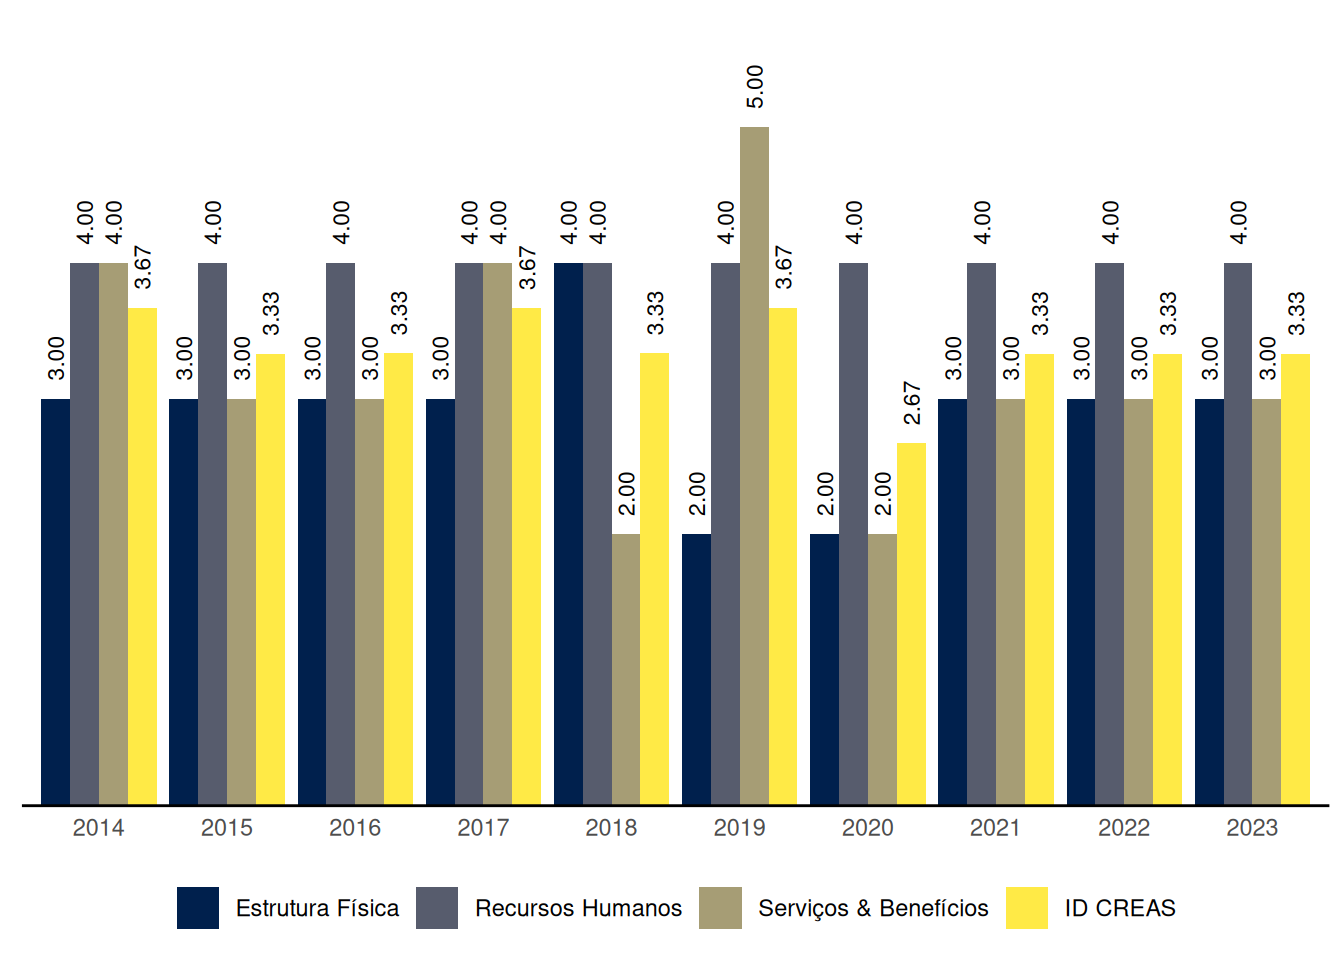 5.00
4.00 4.00 4.00 4.00 4.00 4.00 4.00 4.00 4.00 4.00 4.00 4.00 4.00
3.67 3.67 3.67
3.33 3.33 3.33 3.33 3.33 3.33
3.00 3.00 3.00 3.00 3.00 3.00 3.00 3.00 3.00 3.00 3.00 3.00
2.67
2.00 2.00 2.00 2.00
2014 2015 2016 2017 2018 2019 2020 2021 2022 2023
Estrutura Física Recursos Humanos Serviços & Benefícios ID CREAS